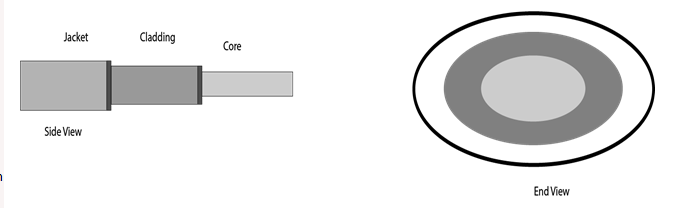 Jacket
Cladding
Core
Side View
n
End View